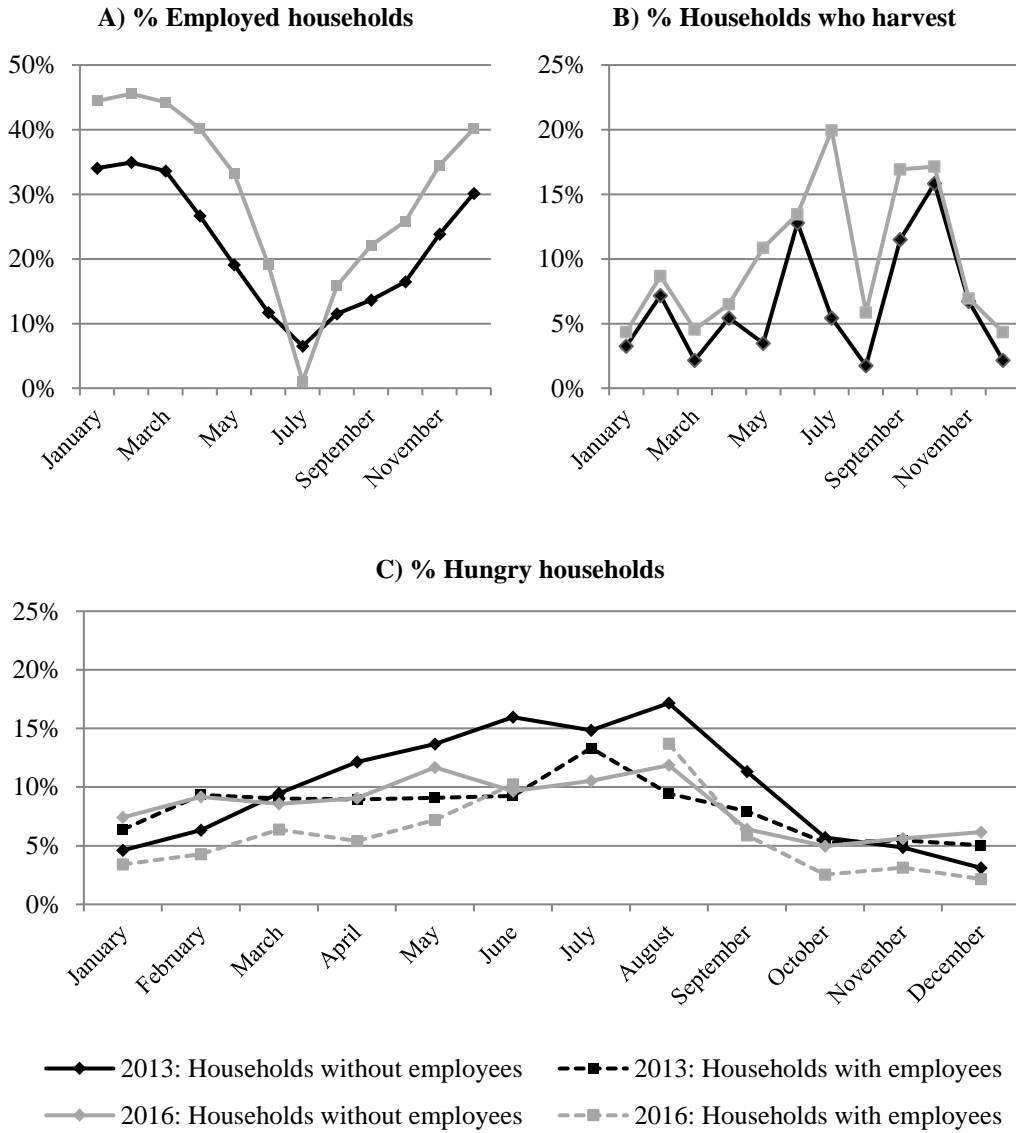 A) % Employed households
50%
40%
30%
20%
10%
0%
January
March
May
July
September
November
B) % Households who harvest
25%
20%
15%
10%
5%
0%
January
March
May
July
September
November
C) % Hungry households
25%
20%
15%
10%
5%
0%
January
February
March
April
May
June
July
August
September
October
November
December
2013: Households without employees
2013: Households with employees
2016: Households without employees
2016: Households with employees